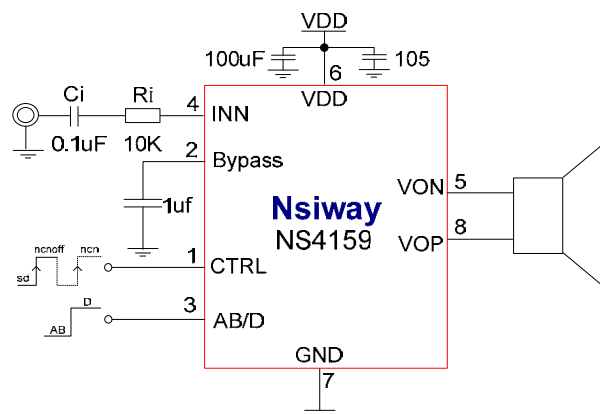 VDD
100uF
105
6
VDD
Ci
Ri
4
INN
0.1uF
10K
2
Bypass
1uf
Nsiway
NS4159
VON
5
VOP
8
ncnoff
ncn
sd
1
CTRL
3
AB/D
D
AB
GND
7